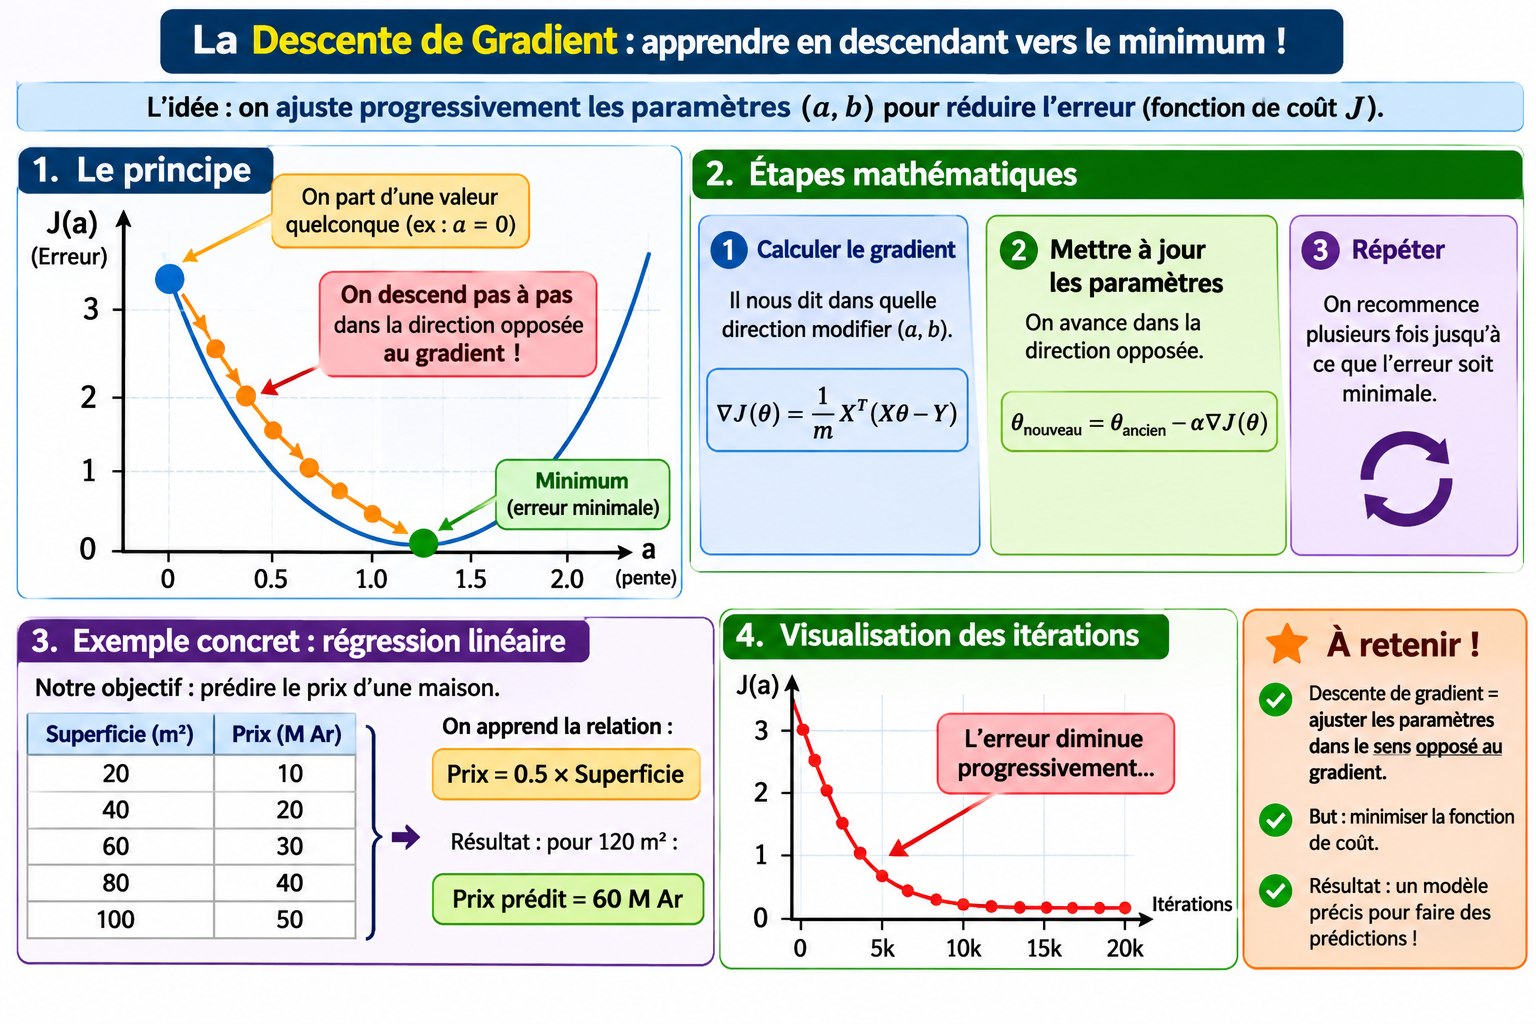 La Descente de Gradient : apprendre en descendant vers le minimum !
L'idée : on ajuste progressivement les paramètres (a, b) pour réduire l'erreur (fonction de coût J).
1. Le principe
On part d'une valeur
quelconque (ex : a = 0)
J(a)
(Erreur)
On descend pas à pas
dans la direction opposée
au gradient !
3
2
1
0
Minimum
(erreur minimale)
a
(pente)
0 0.5 1.0 1.5 2.0
2. Étapes mathématiques
1 Calculer le gradient
Il nous dit dans quelle
direction modifier (a, b).
∇J(θ) = 1/m X^T (Xθ − Y)
2 Mettre à jour
les paramètres
On avance dans la
direction opposée.
θnouveau = θancien − α∇J(θ)
3 Répéter
On recommence
plusieurs fois jusqu'à
ce que l'erreur soit
minimale.
3. Exemple concret : régression linéaire
Notre objectif : prédire le prix d'une maison.
Superficie (m²) Prix (M Ar)
20 10
40 20
60 30
80 40
100 50
On apprend la relation :
Prix = 0.5 × Superficie
Résultat : pour 120 m² :
Prix prédit = 60 M Ar
4. Visualisation des itérations
J(a)
3
2
1
0
L'erreur diminue
progressivement...
Itérations
0 5k 10k 15k 20k
À retenir !
Descente de gradient =
ajuster les paramètres
dans le sens opposé au
gradient.
But : minimiser la fonction
de coût.
Résultat : un modèle
précis pour faire des
prédictions !